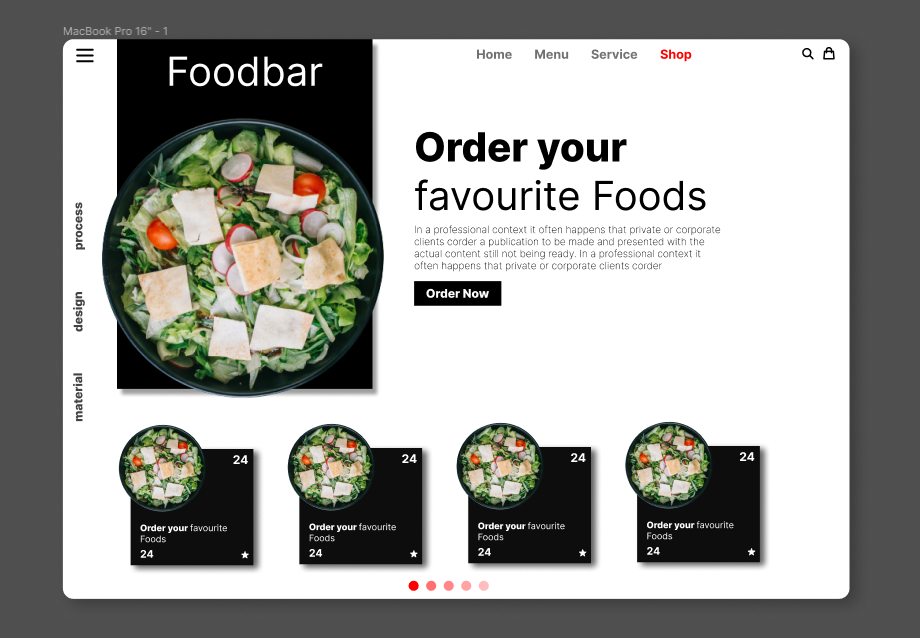 MacBook Pro 16" - 1
Foodbar
Home Menu Service Shop
Order your
favourite Foods
In a professional context it often happens that private or corporate
clients corder a publication to be made and presented with the
actual content still not being ready. In a professional context it
often happens that private or corporate clients corder
Order Now
process
design
material
24
Order your favourite
Foods
24
24
Order your favourite
Foods
24
24
Order your favourite
Foods
24
24
Order your favourite
Foods
24